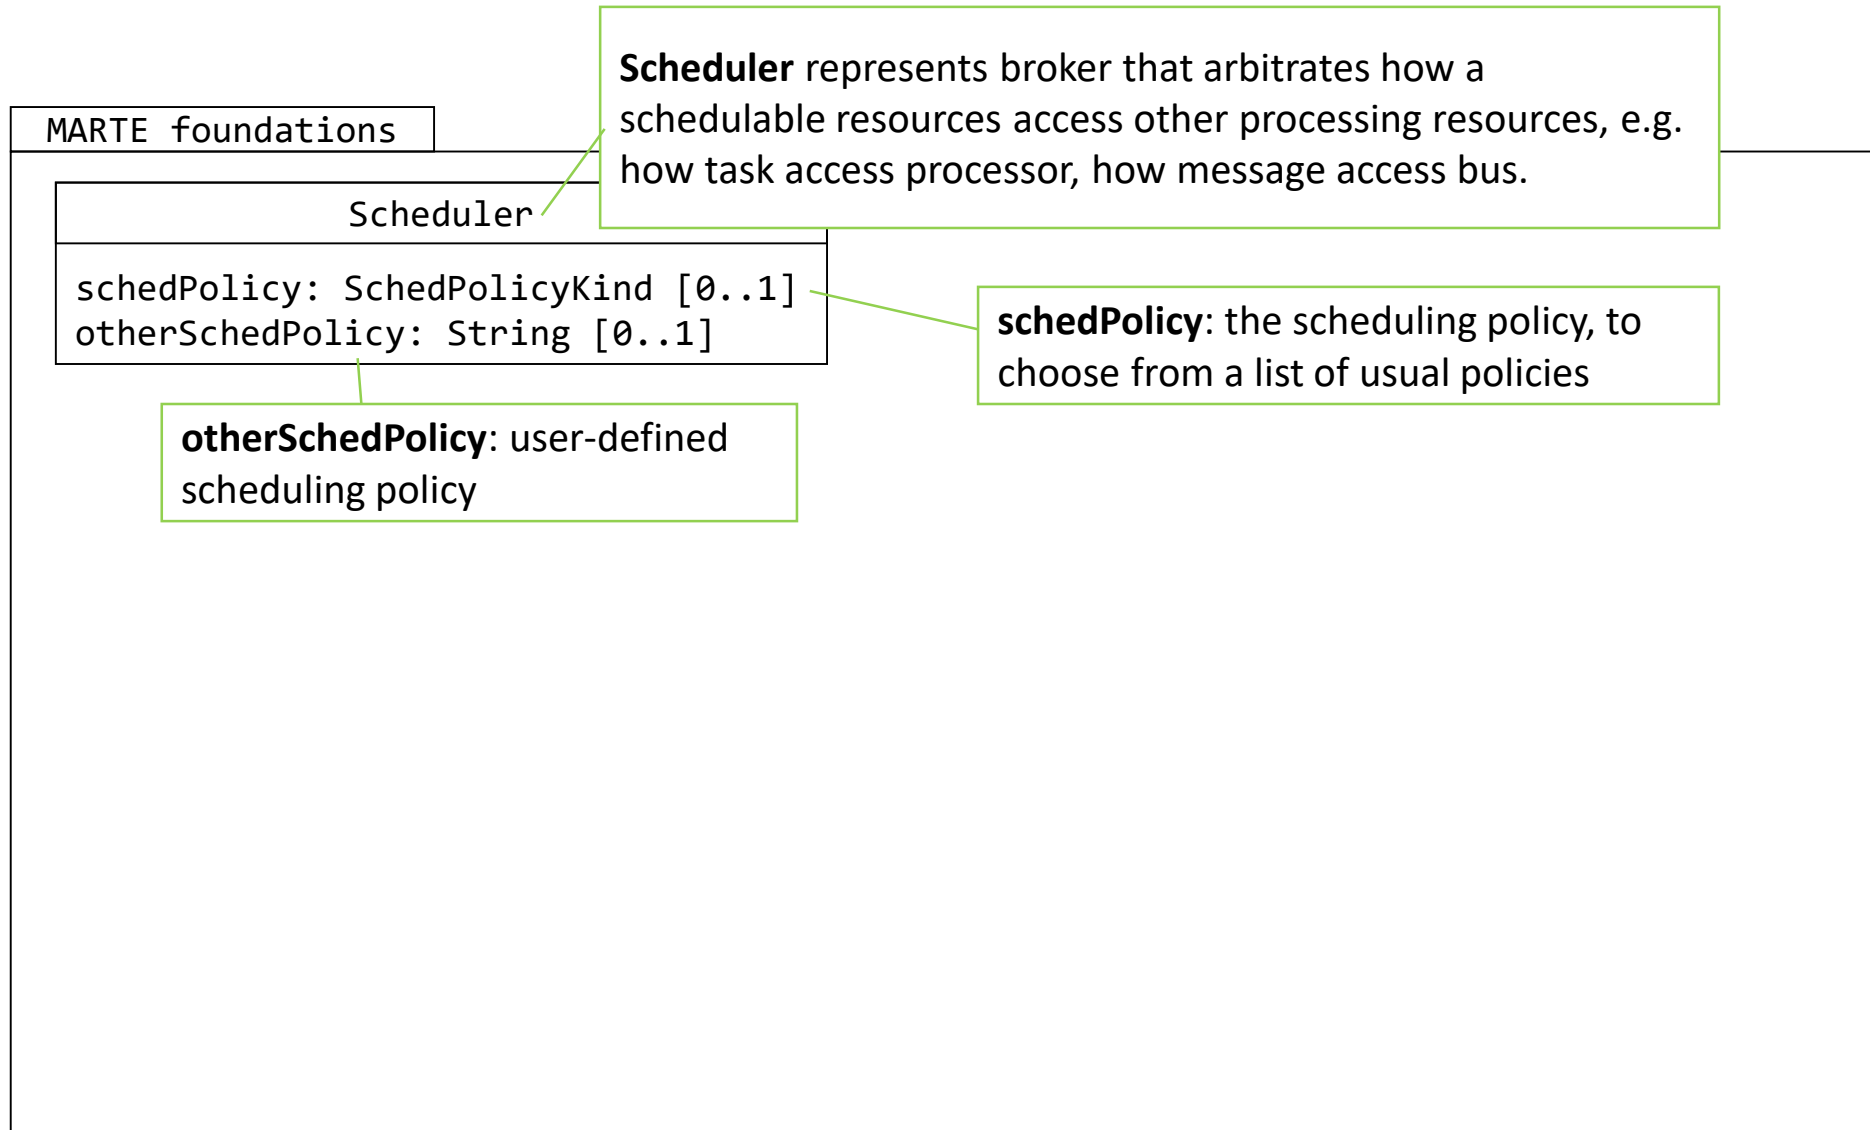 Scheduler represents broker that arbitrates how a
schedulable resources access other processing resources, e.g.
how task access processor, how message access bus.
MARTE foundations
Scheduler
schedPolicy: SchedPolicyKind [0..1]
otherSchedPolicy: String [0..1]
schedPolicy: the scheduling policy, to
choose from a list of usual policies
otherSchedPolicy: user-defined
scheduling policy